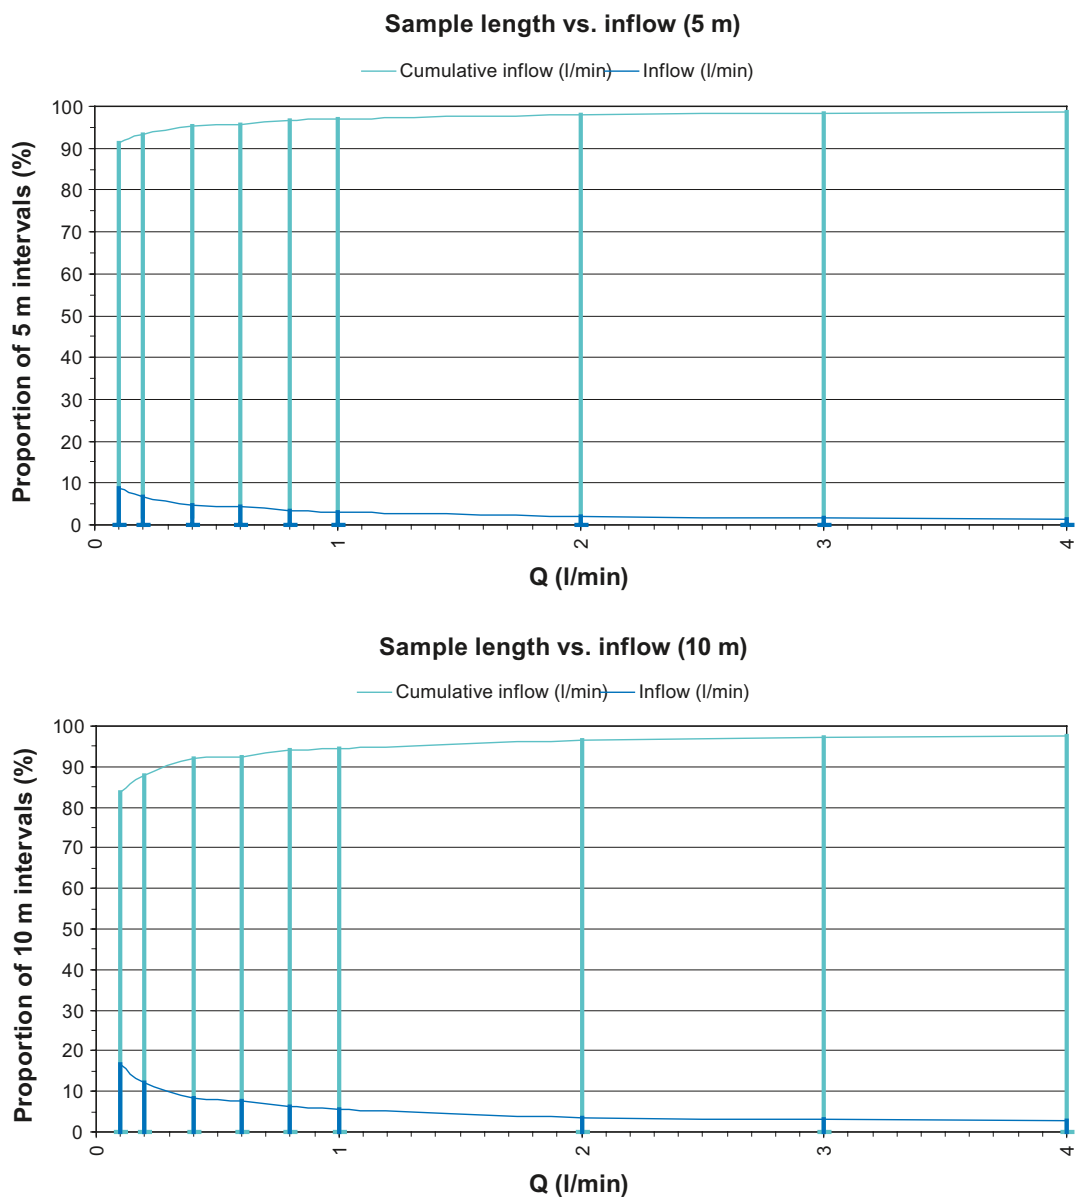 Sample length vs. inflow (5 m)
Cumulative inflow (l/min) Inflow (l/min)
Proportion of 5 m intervals (%)
100
90
80
70
60
50
40
30
20
10
0
0 1 2 3 4
Q (l/min)
Sample length vs. inflow (10 m)
Cumulative inflow (l/min) Inflow (l/min)
Proportion of 10 m intervals (%)
100
90
80
70
60
50
40
30
20
10
0
0 1 2 3 4
Q (l/min)